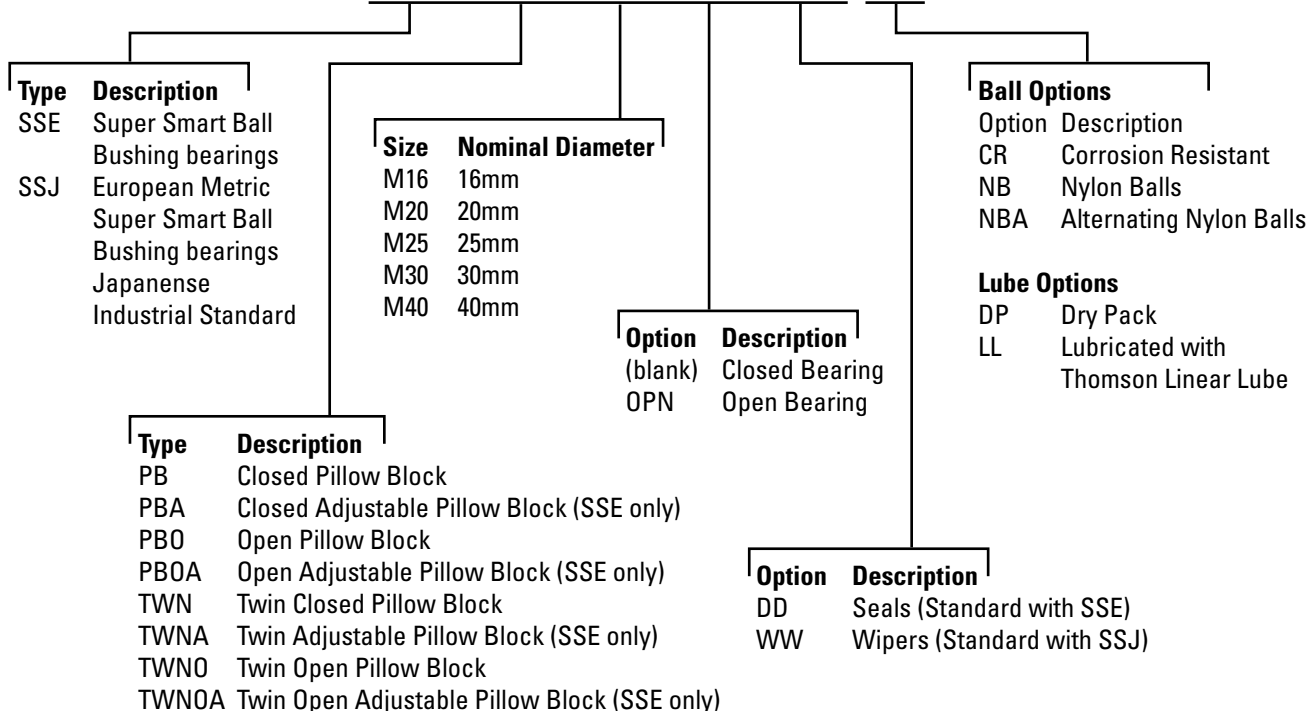 Type Description
SSE Super Smart Ball
Bushing bearings
SSJ European Metric
Super Smart Ball
Bushing bearings
Japanense
Industrial Standard
Size Nominal Diameter
M16 16mm
M20 20mm
M25 25mm
M30 30mm
M40 40mm
Ball Options
Option Description
CR Corrosion Resistant
NB Nylon Balls
NBA Alternating Nylon Balls
Lube Options
DP Dry Pack
LL Lubricated with
Thomson Linear Lube
Option Description
(blank) Closed Bearing
OPN Open Bearing
Type Description
PB Closed Pillow Block
PBA Closed Adjustable Pillow Block (SSE only)
PBO Open Pillow Block
PBOA Open Adjustable Pillow Block (SSE only)
TWN Twin Closed Pillow Block
TWNA Twin Adjustable Pillow Block (SSE only)
TWNO Twin Open Pillow Block
TWNOA Twin Open Adjustable Pillow Block (SSE only)
Option Description
DD Seals (Standard with SSE)
WW Wipers (Standard with SSJ)